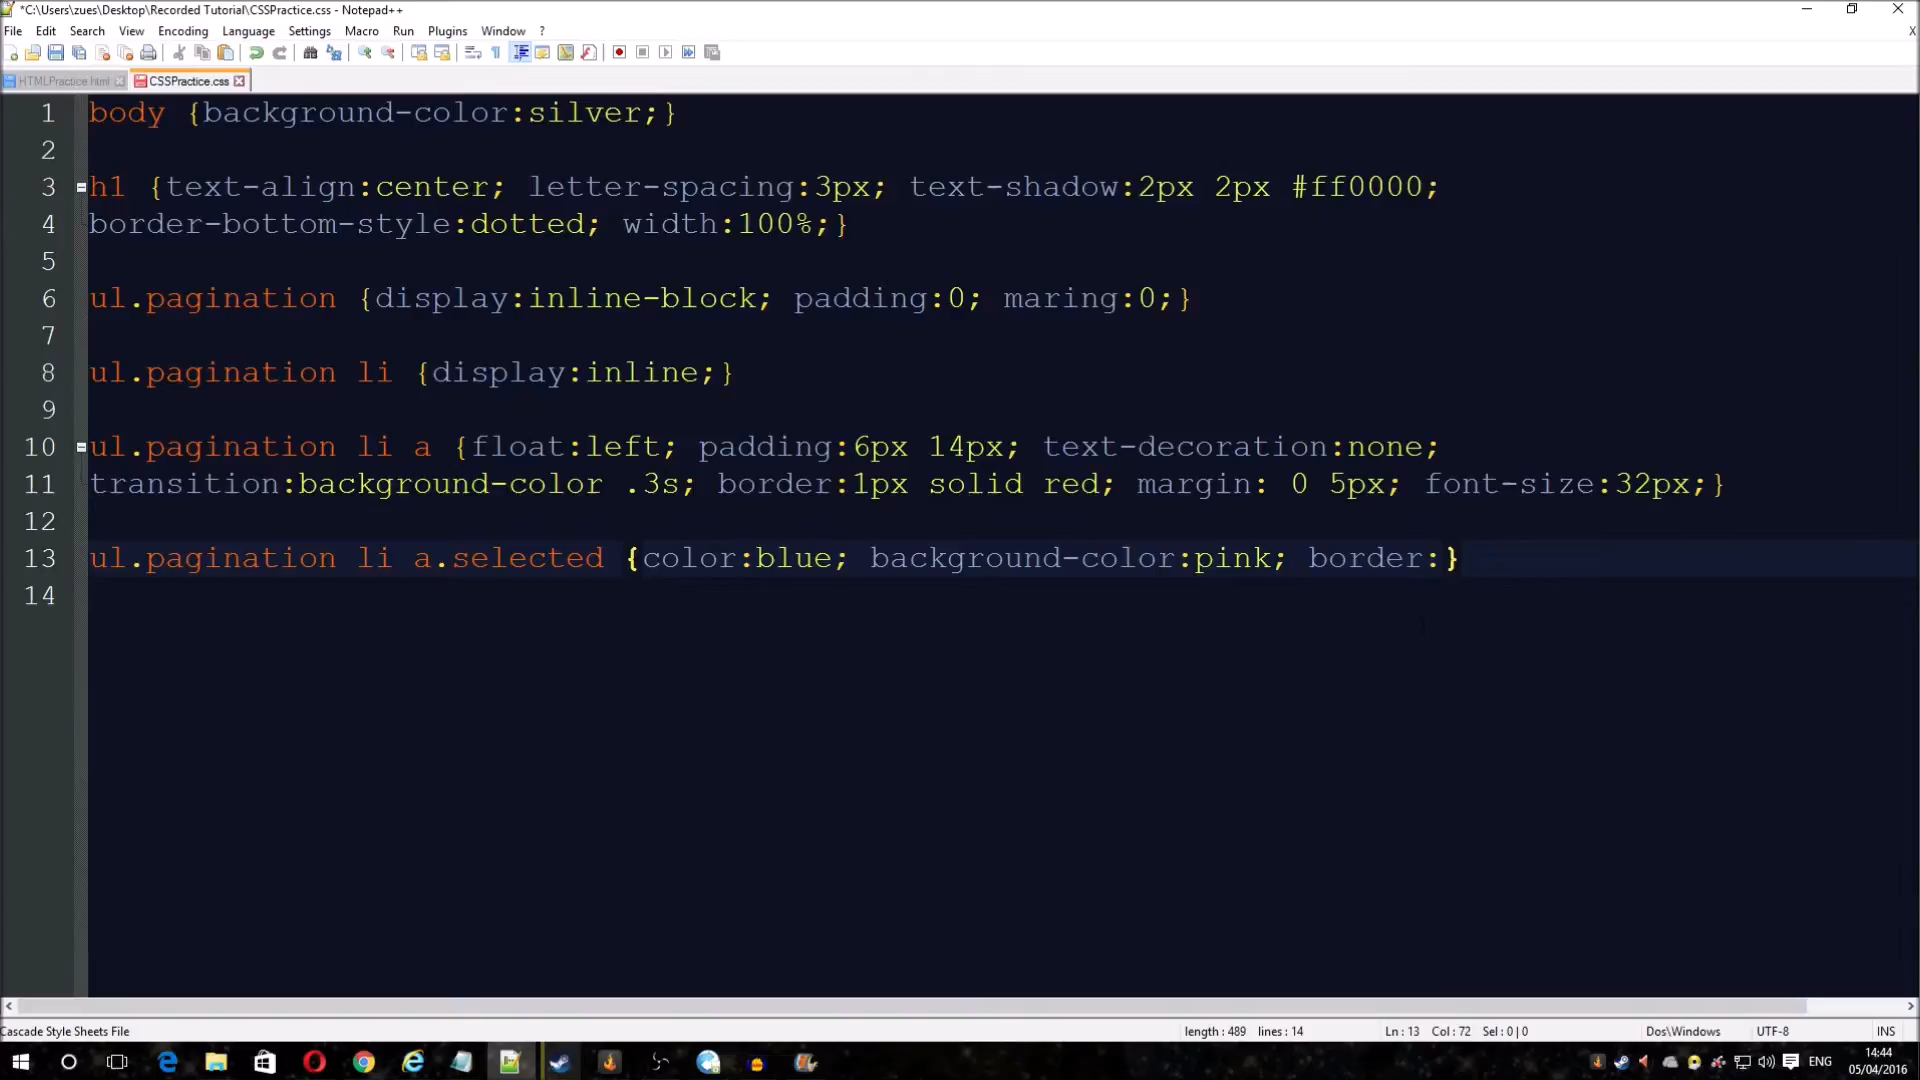 *C:\Users\zues\Desktop\Recorded Tutorial\CSSPractice.css - Notepad++
File Edit Search View Encoding Language Settings Macro Run Plugins Window ? X
HTMLPractice.html CSSPractice.css
1 body {background-color:silver;}
2
3 h1 {text-align:center; letter-spacing:3px; text-shadow:2px 2px #ff0000;
4 border-bottom-style:dotted; width:100%;}
5
6 ul.pagination {display:inline-block; padding:0; maring:0;}
7
8 ul.pagination li {display:inline;}
9
10 ul.pagination li a {float:left; padding:6px 14px; text-decoration:none;
11 transition:background-color .3s; border:1px solid red; margin: 0 5px; font-size:32px;}
12
13 ul.pagination li a.selected {color:blue; background-color:pink; border:}
14
Cascade Style Sheets File length : 489 lines : 14 Ln : 13 Col : 72 Sel : 0 | 0 Dos\Windows UTF-8 INS
ENG 14:44
05/04/2016